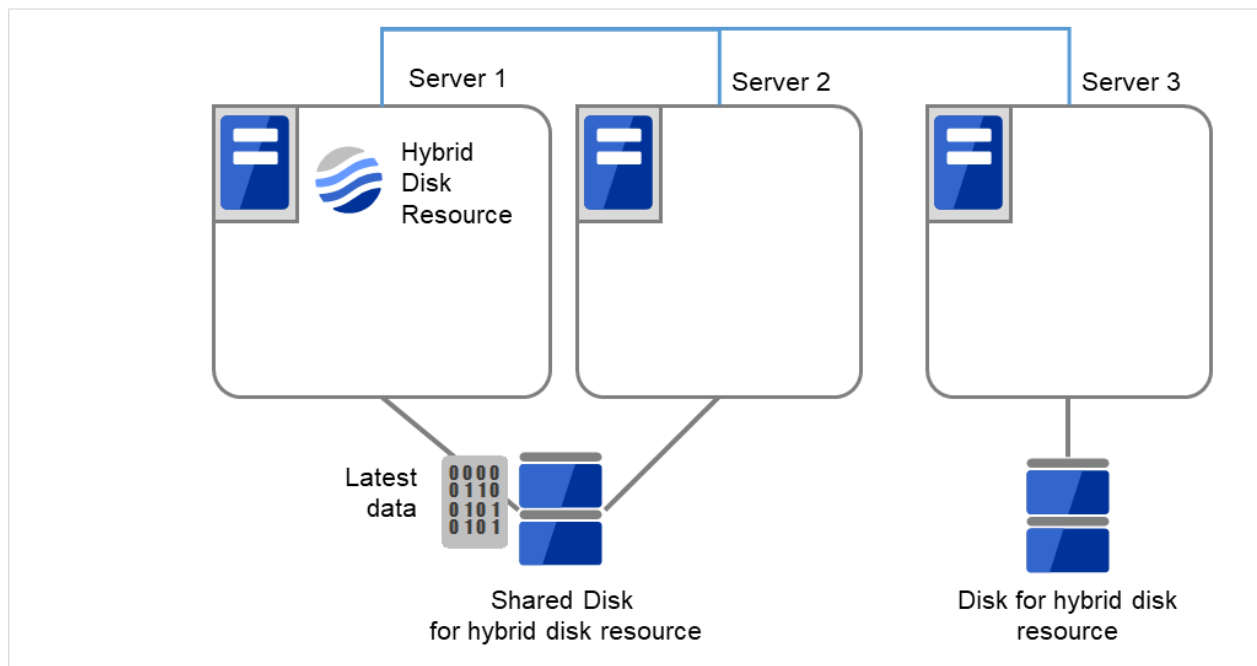 Server 1
Server 2
Server 3
Hybrid
Disk
Resource
Latest
data
0000
0110
0101
0101
Shared Disk
for hybrid disk resource
Disk for hybrid disk
resource